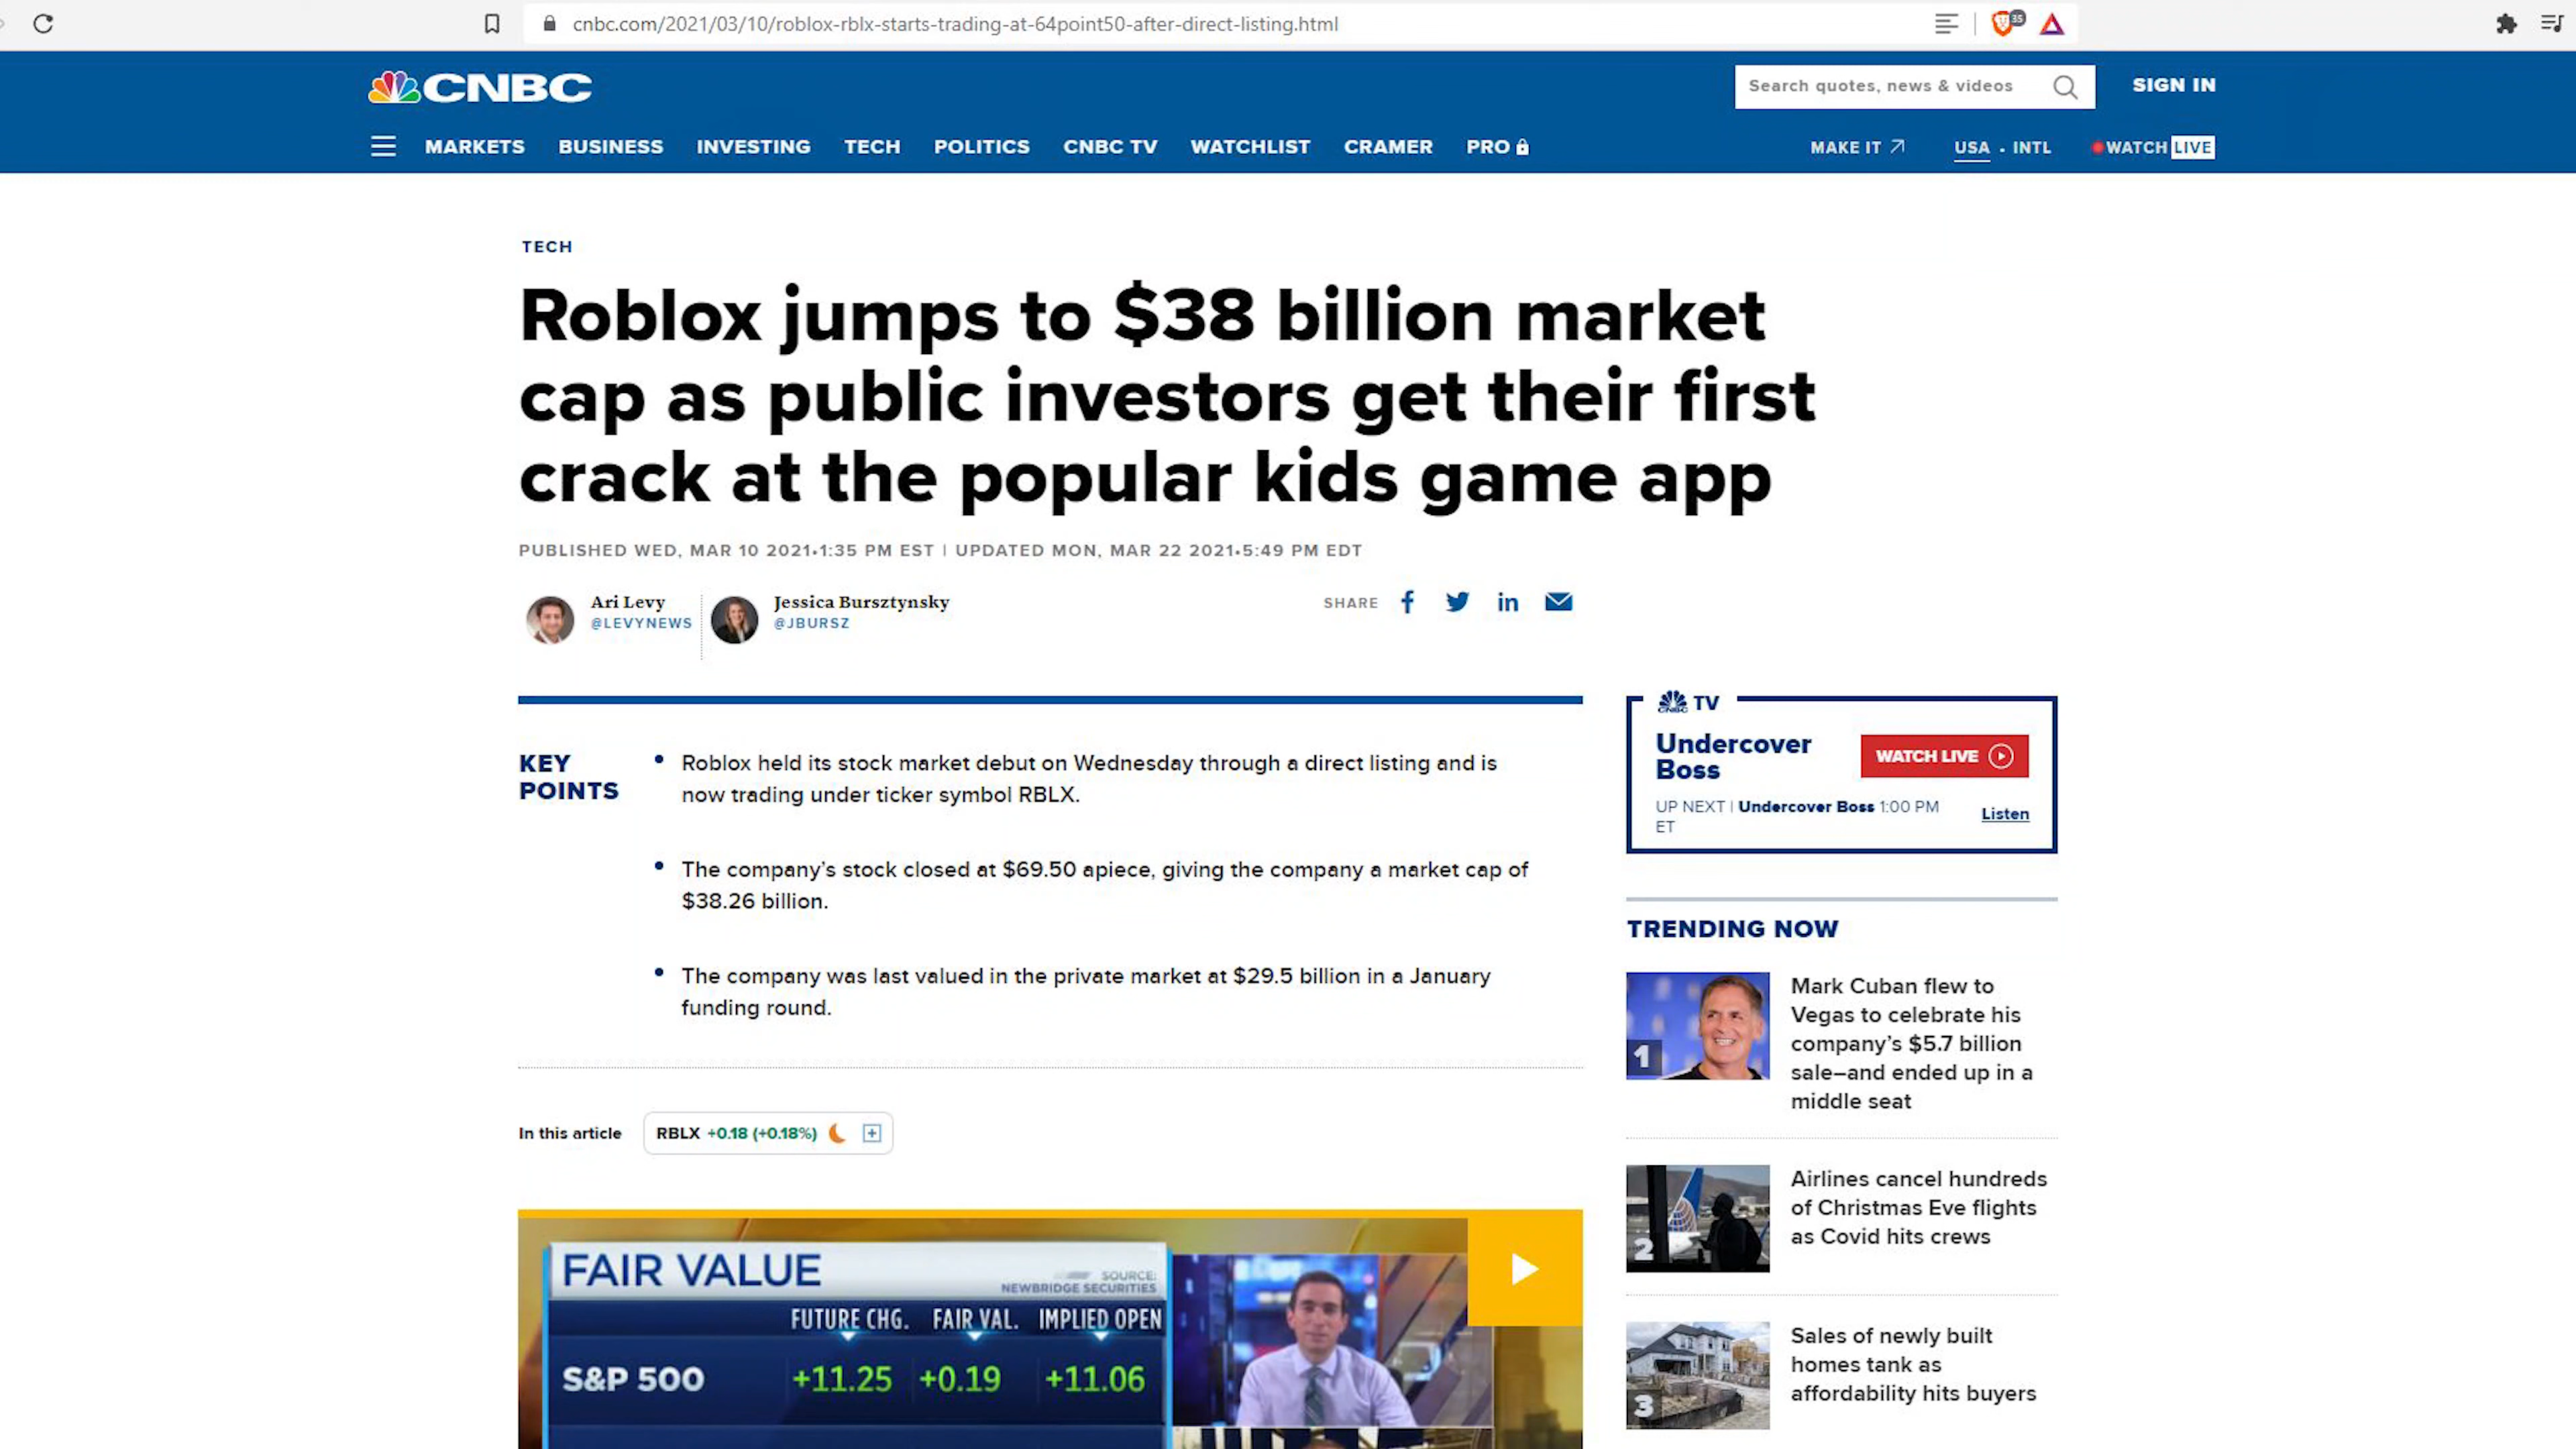 cnbc.com/2021/03/10/roblox-rblx-starts-trading-at-64point50-after-direct-listing.html
35
CNBC
Search quotes, news & videos
SIGN IN
MARKETS BUSINESS INVESTING TECH POLITICS CNBC TV WATCHLIST CRAMER PRO
MAKE IT USA • INTL WATCH LIVE
TECH
Roblox jumps to $38 billion market
cap as public investors get their first
crack at the popular kids game app
PUBLISHED WED, MAR 10 2021•1:35 PM EST | UPDATED MON, MAR 22 2021•5:49 PM EDT
Ari Levy
@LEVYNEWS
Jessica Bursztynsky
@JBURSZ
SHARE
KEY
POINTS
• Roblox held its stock market debut on Wednesday through a direct listing and is
now trading under ticker symbol RBLX.
• The company’s stock closed at $69.50 apiece, giving the company a market cap of
$38.26 billion.
• The company was last valued in the private market at $29.5 billion in a January
funding round.
In this article
RBLX +0.18 (+0.18%)
FAIR VALUE
SOURCE:
NEWBRIDGE SECURITIES
FUTURE CHG. FAIR VAL. IMPLIED OPEN
S&P 500 +11.25 +0.19 +11.06
CNBC TV
Undercover
Boss
WATCH LIVE
UP NEXT | Undercover Boss 1:00 PM
ET
Listen
TRENDING NOW
1
Mark Cuban flew to
Vegas to celebrate his
company’s $5.7 billion
sale—and ended up in a
middle seat
2
Airlines cancel hundreds
of Christmas Eve flights
as Covid hits crews
3
Sales of newly built
homes tank as
affordability hits buyers